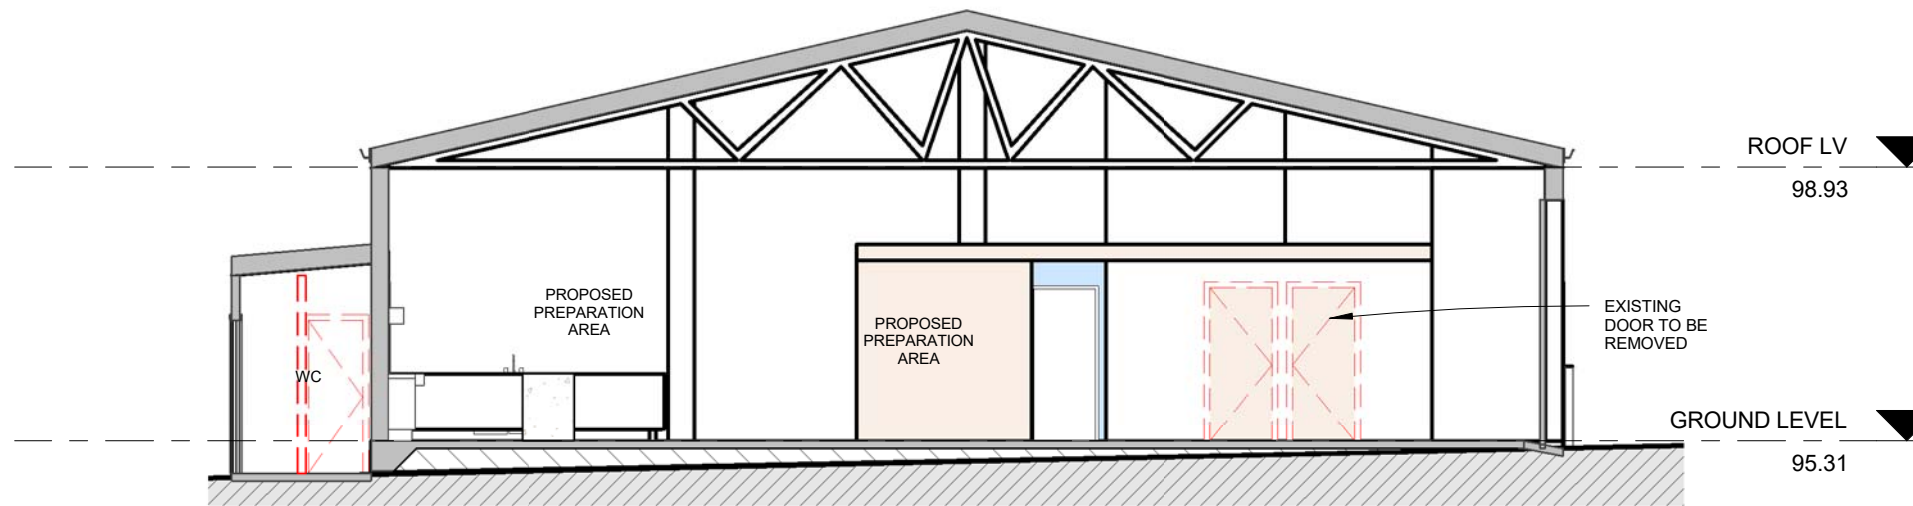 ROOF LV
98.93
PROPOSED
PREPARATION
AREA
PROPOSED
PREPARATION
AREA
EXISTING
DOOR TO BE
REMOVED
WC
GROUND LEVEL
95.31